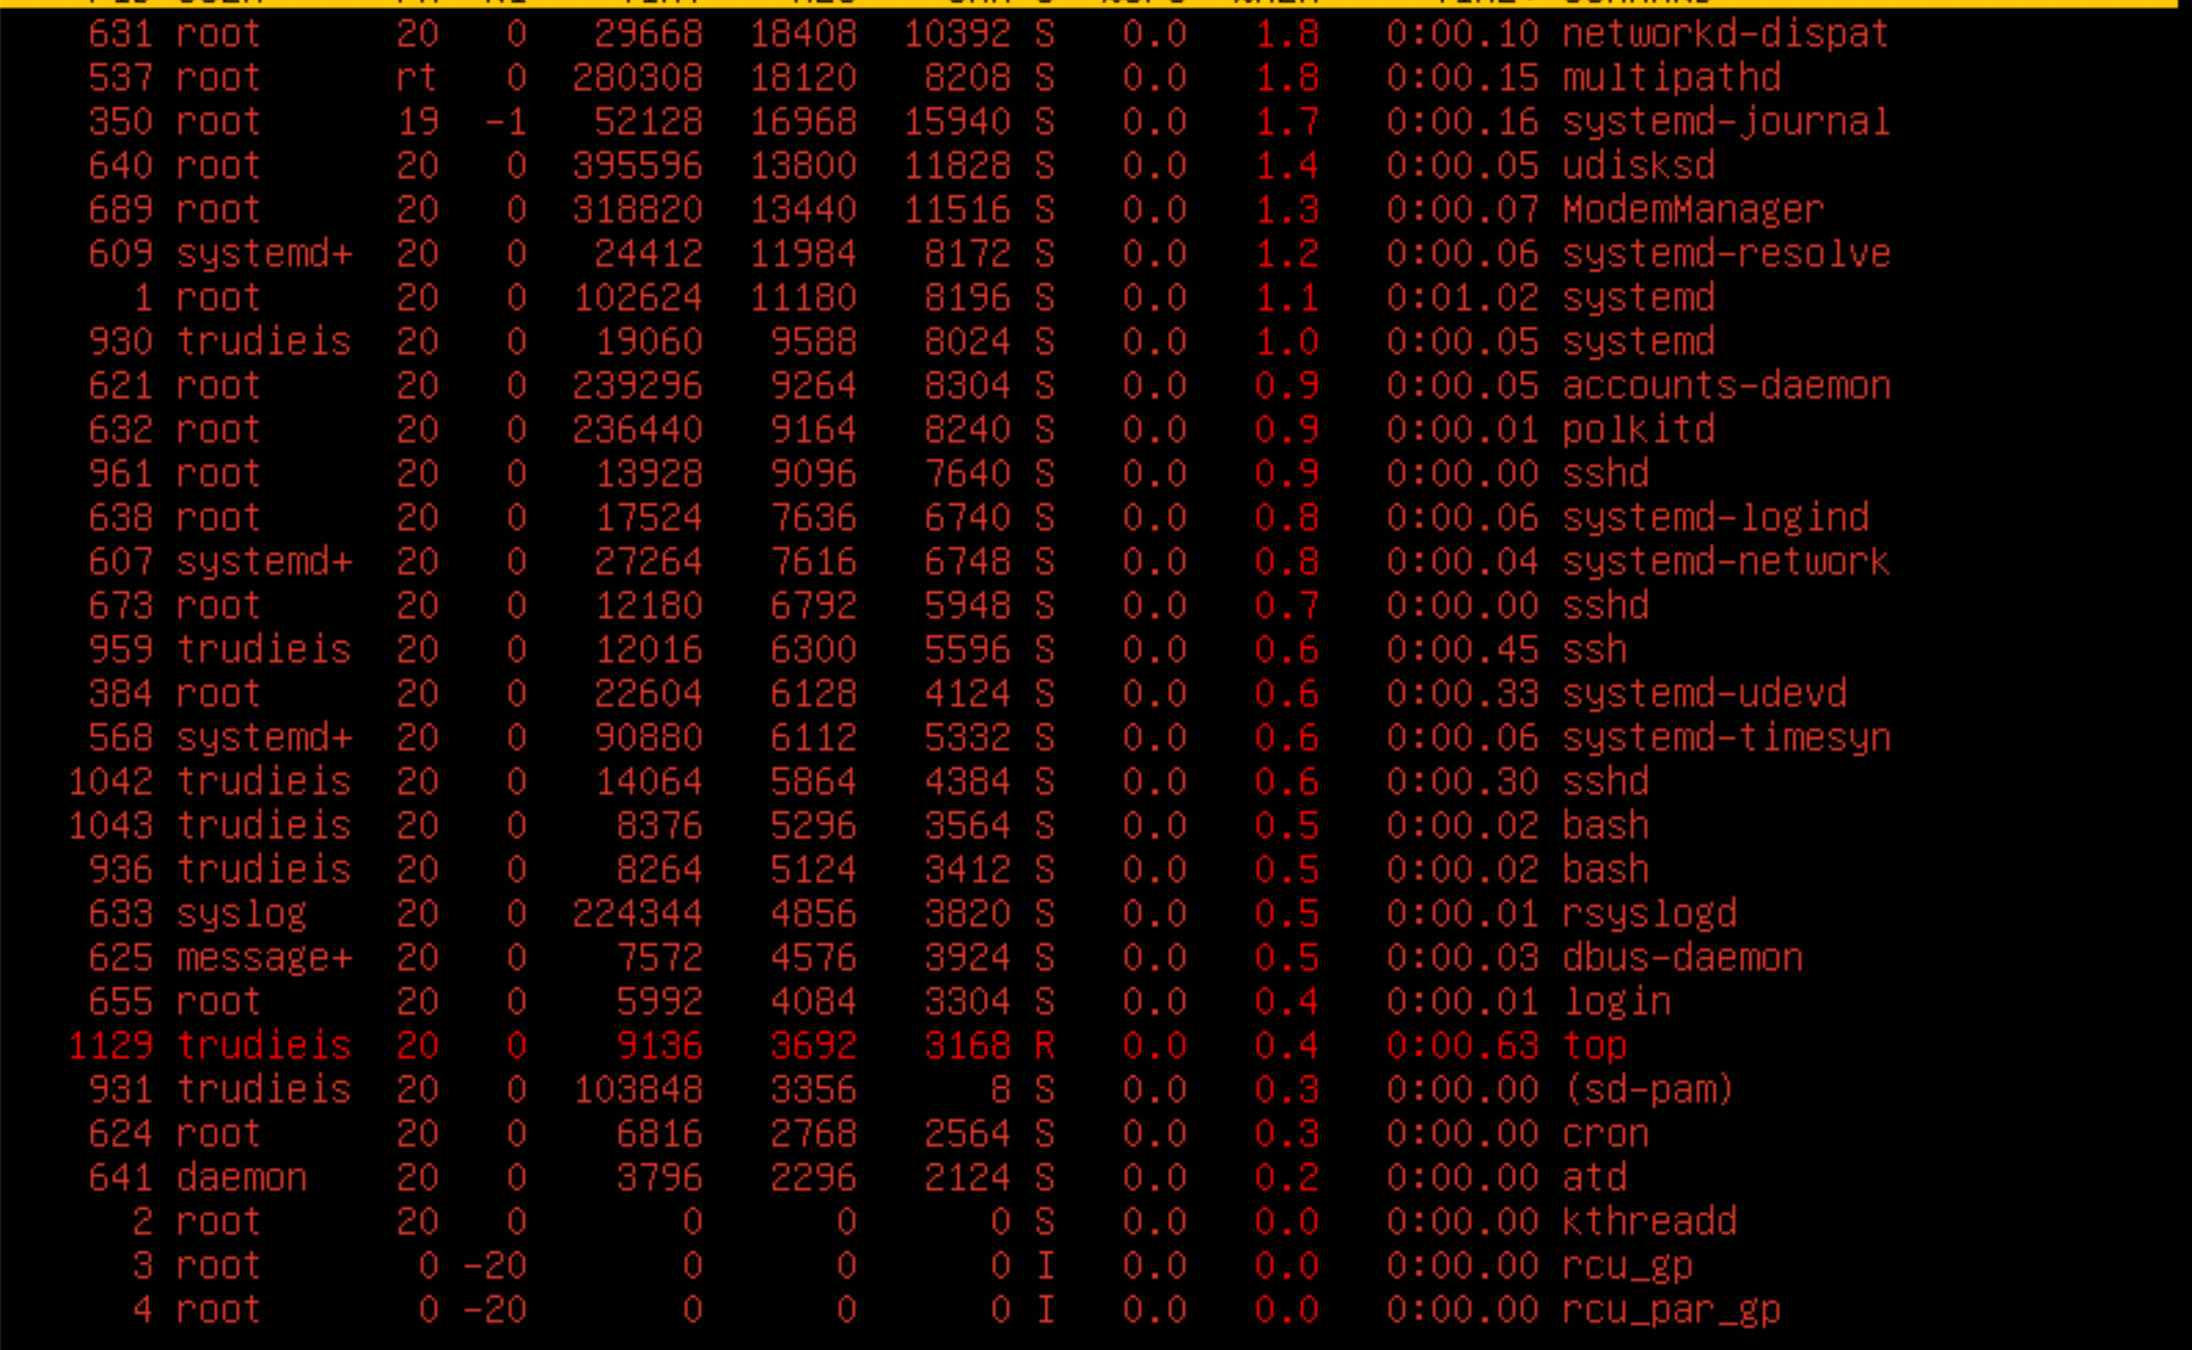 PID USER PR NI VIRT RES SHR S %CPU %MEM TIME+ COMMAND
631 root 20 0 29668 18408 10392 S 0.0 1.8 0:00.10 networkd-dispat
537 root rt 0 280308 18120 8208 S 0.0 1.8 0:00.15 multipathd
350 root 19 -1 52128 16968 15940 S 0.0 1.7 0:00.16 systemd-journal
640 root 20 0 395596 13800 11828 S 0.0 1.4 0:00.05 udisksd
689 root 20 0 318820 13440 11516 S 0.0 1.3 0:00.07 ModemManager
609 systemd+ 20 0 24412 11984 8172 S 0.0 1.2 0:00.06 systemd-resolve
1 root 20 0 102624 11180 8196 S 0.0 1.1 0:01.02 systemd
930 trudieis 20 0 19060 9588 8024 S 0.0 1.0 0:00.05 systemd
621 root 20 0 239296 9264 8304 S 0.0 0.9 0:00.05 accounts-daemon
632 root 20 0 236440 9164 8240 S 0.0 0.9 0:00.01 polkitd
961 root 20 0 13928 9096 7640 S 0.0 0.9 0:00.00 sshd
638 root 20 0 17524 7636 6740 S 0.0 0.8 0:00.06 systemd-logind
607 systemd+ 20 0 27264 7616 6748 S 0.0 0.8 0:00.04 systemd-network
673 root 20 0 12180 6792 5948 S 0.0 0.7 0:00.00 sshd
959 trudieis 20 0 12016 6300 5596 S 0.0 0.6 0:00.45 ssh
384 root 20 0 22604 6128 4124 S 0.0 0.6 0:00.33 systemd-udevd
568 systemd+ 20 0 90880 6112 5332 S 0.0 0.6 0:00.06 systemd-timesyn
1042 trudieis 20 0 14064 5864 4384 S 0.0 0.6 0:00.30 sshd
1043 trudieis 20 0 8376 5296 3564 S 0.0 0.5 0:00.02 bash
936 trudieis 20 0 8264 5124 3412 S 0.0 0.5 0:00.02 bash
633 syslog 20 0 224344 4856 3820 S 0.0 0.5 0:00.01 rsyslogd
625 message+ 20 0 7572 4576 3924 S 0.0 0.5 0:00.03 dbus-daemon
655 root 20 0 5992 4084 3304 S 0.0 0.4 0:00.01 login
1129 trudieis 20 0 9136 3692 3168 R 0.0 0.4 0:00.63 top
931 trudieis 20 0 103848 3356 8 S 0.0 0.3 0:00.00 (sd-pam)
624 root 20 0 6816 2768 2564 S 0.0 0.3 0:00.00 cron
641 daemon 20 0 3796 2296 2124 S 0.0 0.2 0:00.00 atd
2 root 20 0 0 0 0 S 0.0 0.0 0:00.00 kthreadd
3 root 0 -20 0 0 0 I 0.0 0.0 0:00.00 rcu_gp
4 root 0 -20 0 0 0 I 0.0 0.0 0:00.00 rcu_par_gp